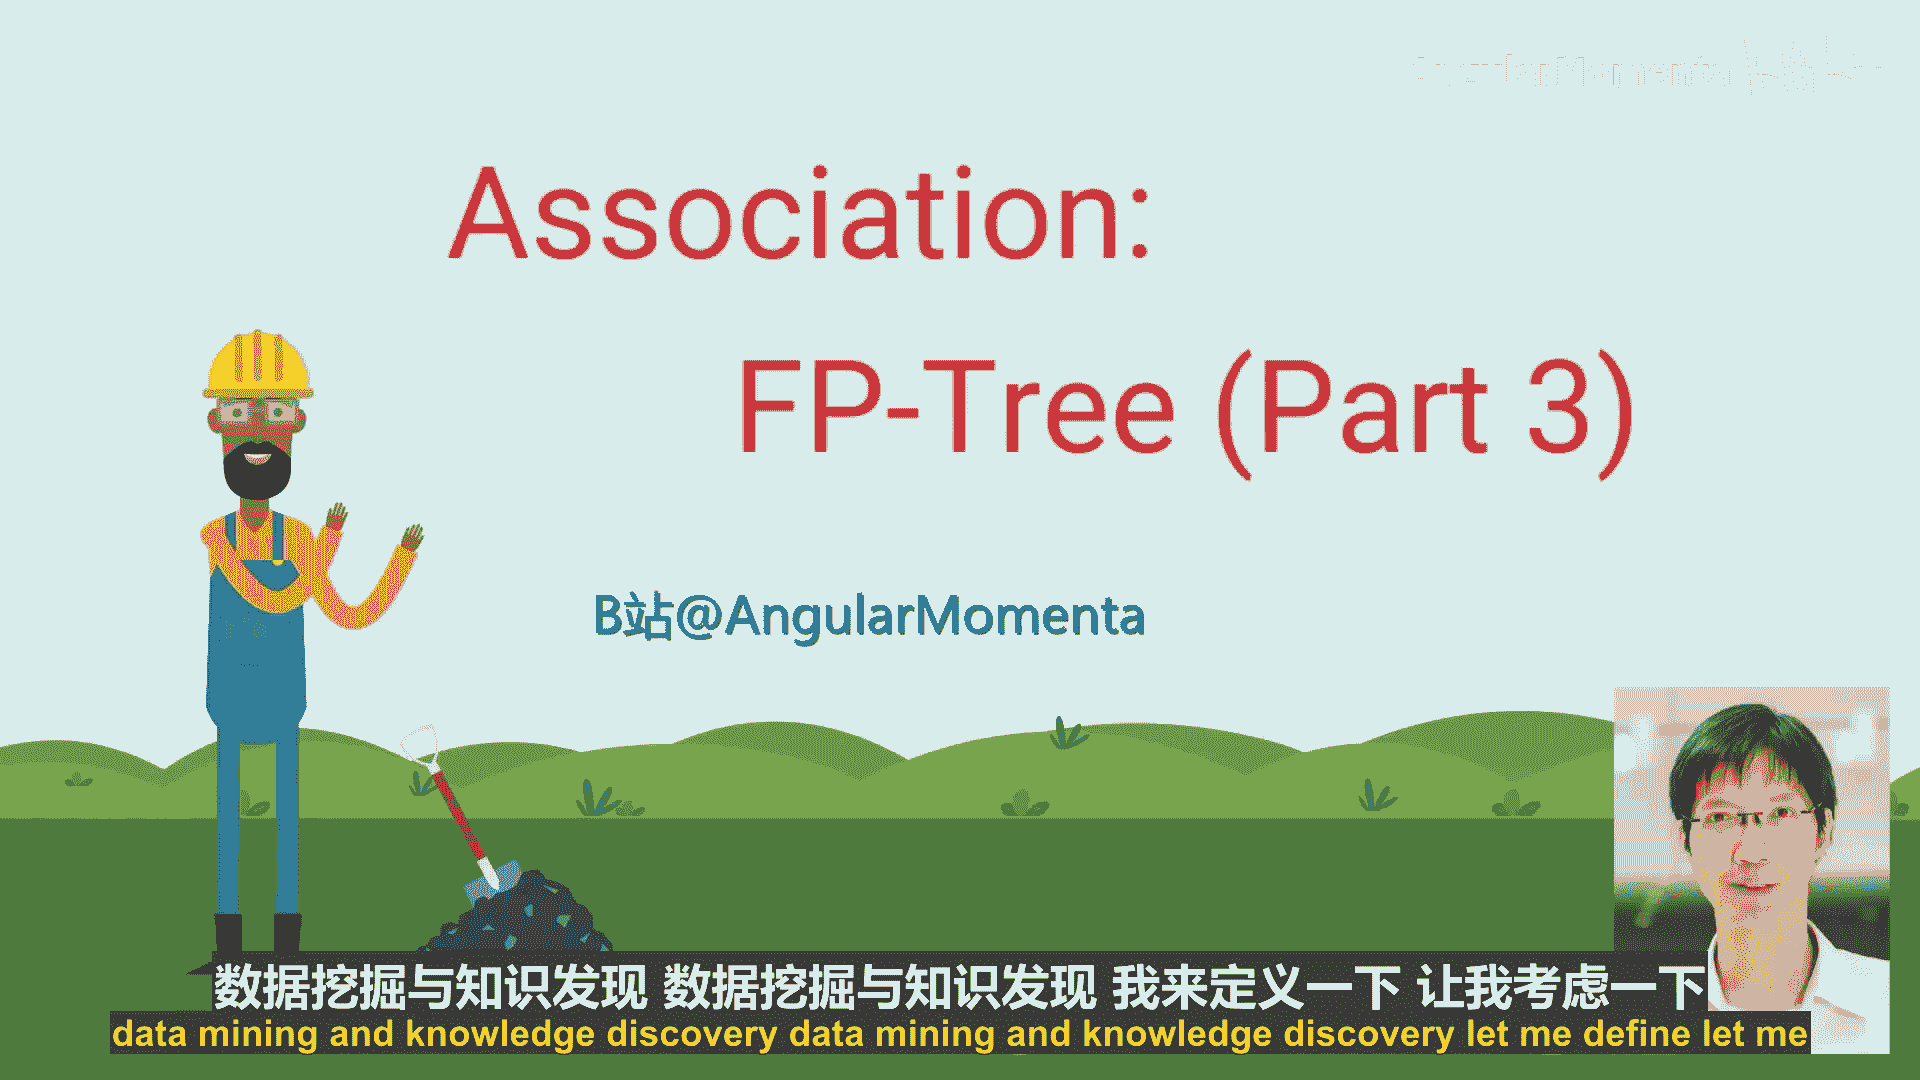 AngularMomenta
Association:
FP-Tree (Part 3)
B站@AngularMomenta
数据挖掘与知识发现 数据挖掘与知识发现 我来定义一下 让我考虑一下
data mining and knowledge discovery data mining and knowledge discovery let me define let me